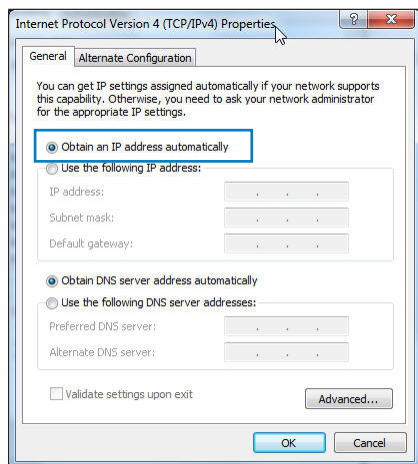 Internet Protocol Version 4 (TCP/IPv4) Properties
?
X
General
Alternate Configuration
You can get IP settings assigned automatically if your network supports
this capability. Otherwise, you need to ask your network administrator
for the appropriate IP settings.
Obtain an IP address automatically
Use the following IP address:
IP address:
Subnet mask:
Default gateway:
Obtain DNS server address automatically
Use the following DNS server addresses:
Preferred DNS server:
Alternate DNS server:
Validate settings upon exit
Advanced...
OK
Cancel